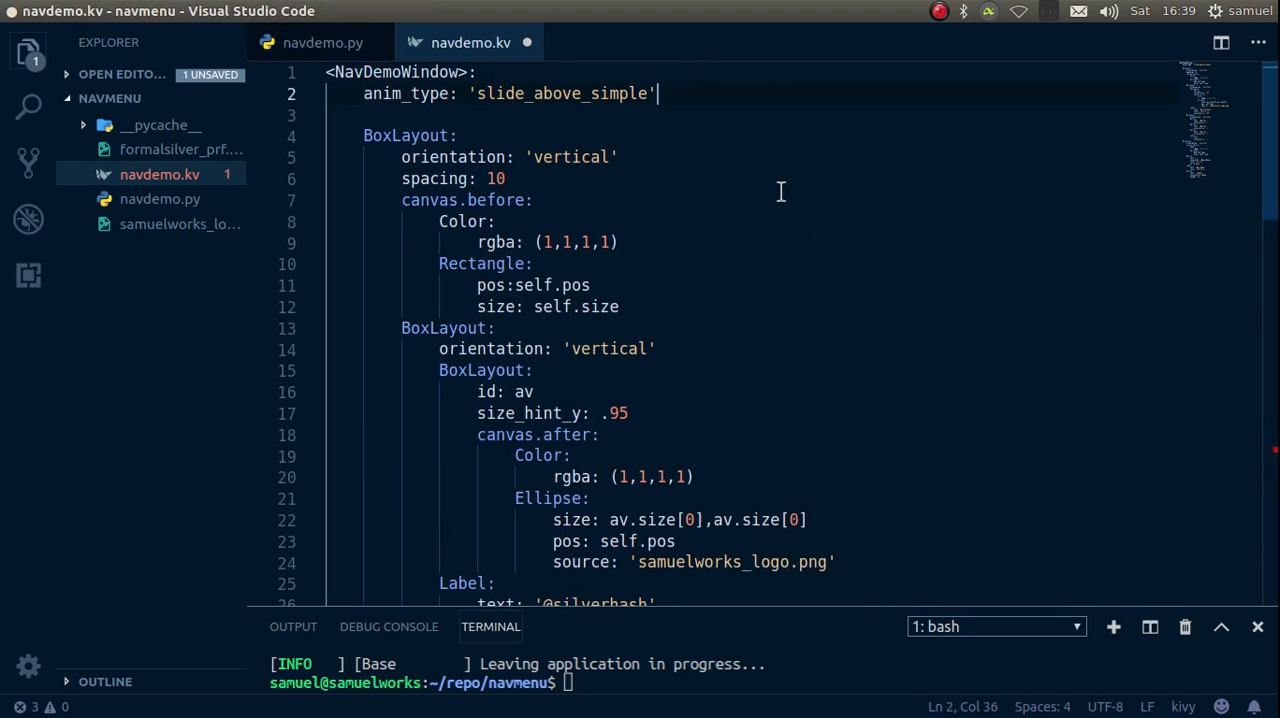 navdemo.kv - navmenu - Visual Studio Code
Sat 16:39 samuel
EXPLORER
navdemo.py
navdemo.kv
OPEN EDITO... 1 UNSAVED
NAVMENU
__pycache__
formalsilver_prf...
navdemo.kv 1
navdemo.py
samuelworks_lo...
OUTLINE
1
1 <NavDemoWindow>:
2 anim_type: 'slide_above_simple'
3
4 BoxLayout:
5 orientation: 'vertical'
6 spacing: 10
7 canvas.before:
8 Color:
9 rgba: (1,1,1,1)
10 Rectangle:
11 pos:self.pos
12 size: self.size
13 BoxLayout:
14 orientation: 'vertical'
15 BoxLayout:
16 id: av
17 size_hint_y: .95
18 canvas.after:
19 Color:
20 rgba: (1,1,1,1)
21 Ellipse:
22 size: av.size[0],av.size[0]
23 pos: self.pos
24 source: 'samuelworks_logo.png'
25 Label:
26 text: '@silverhash'
OUTPUT DEBUG CONSOLE TERMINAL 1: bash
[INFO ] [Base ] Leaving application in progress...
samuel@samuelworks:~/repo/navmenu$
3 0 Ln 2, Col 36 Spaces: 4 UTF-8 LF kivy